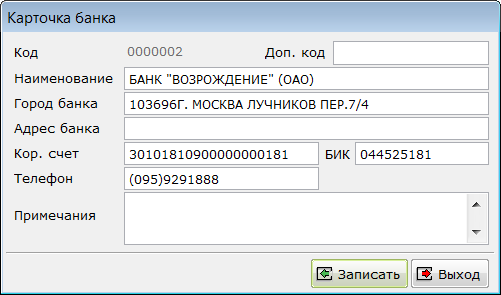 Карточка банка
Код 0000002 Доп. код
Наименование БАНК "ВОЗРОЖДЕНИЕ" (ОАО)
Город банка 103696Г. МОСКВА ЛУЧНИКОВ ПЕР.7/4
Адрес банка
Кор. счет 30101810900000000181 БИК 044525181
Телефон (095)9291888
Примечания
Записать Выход